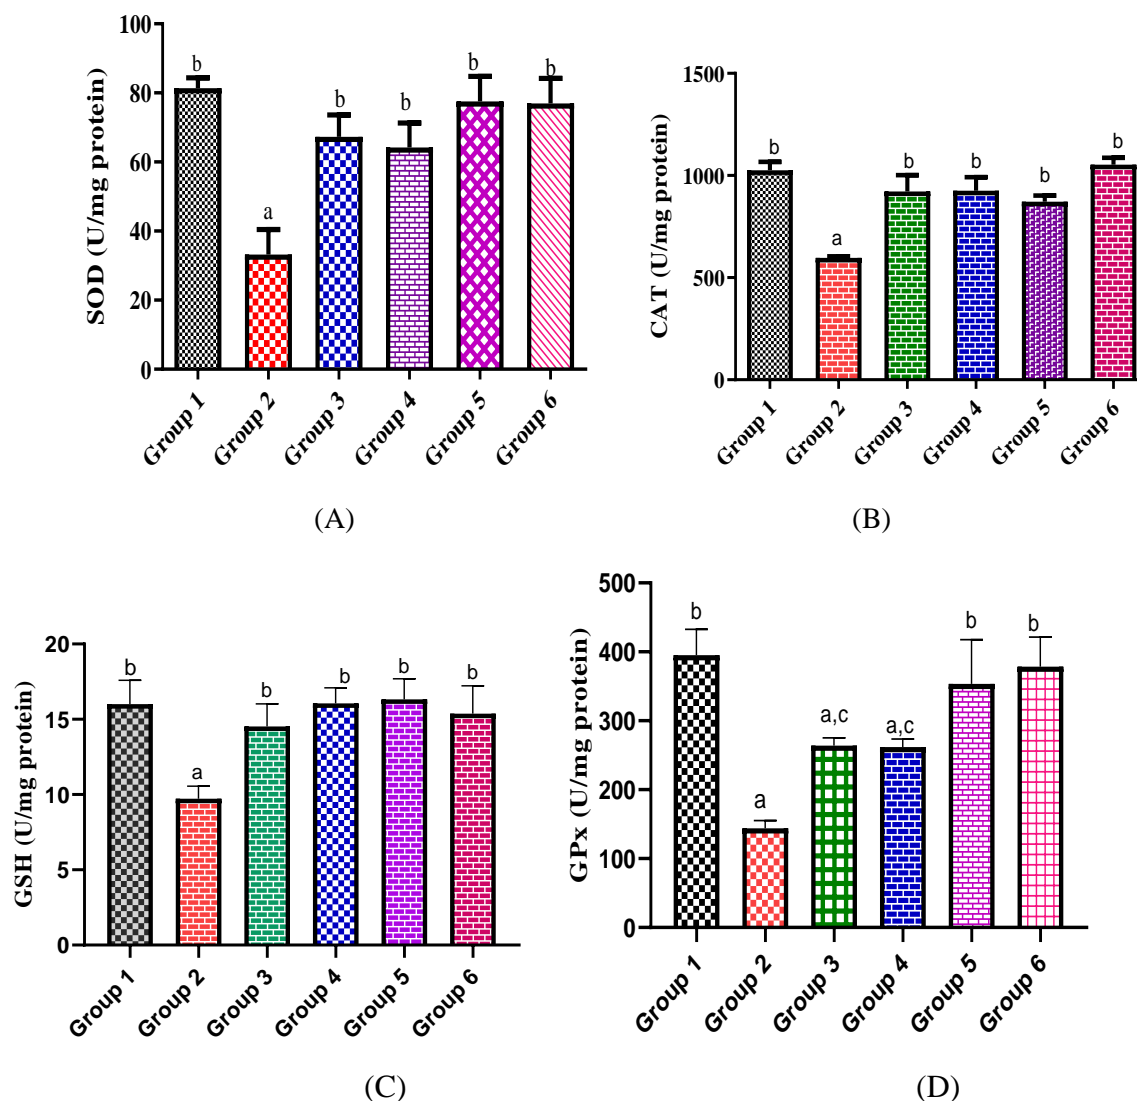 SOD (U/mg protein)
100
80
60
40
20
0
b
a
b
b
b
b
Group 1
Group 2
Group 3
Group 4
Group 5
Group 6
(A)
CAT (U/mg protein)
1500
1000
500
0
b
a
b
b
b
b
Group 1
Group 2
Group 3
Group 4
Group 5
Group 6
(B)
GSH (U/mg protein)
20
15
10
5
0
b
a
b
b
b
b
Group 1
Group 2
Group 3
Group 4
Group 5
Group 6
(C)
GPx (U/mg protein)
500
400
300
200
100
0
b
a
a,c
a,c
b
b
Group 1
Group 2
Group 3
Group 4
Group 5
Group 6
(D)